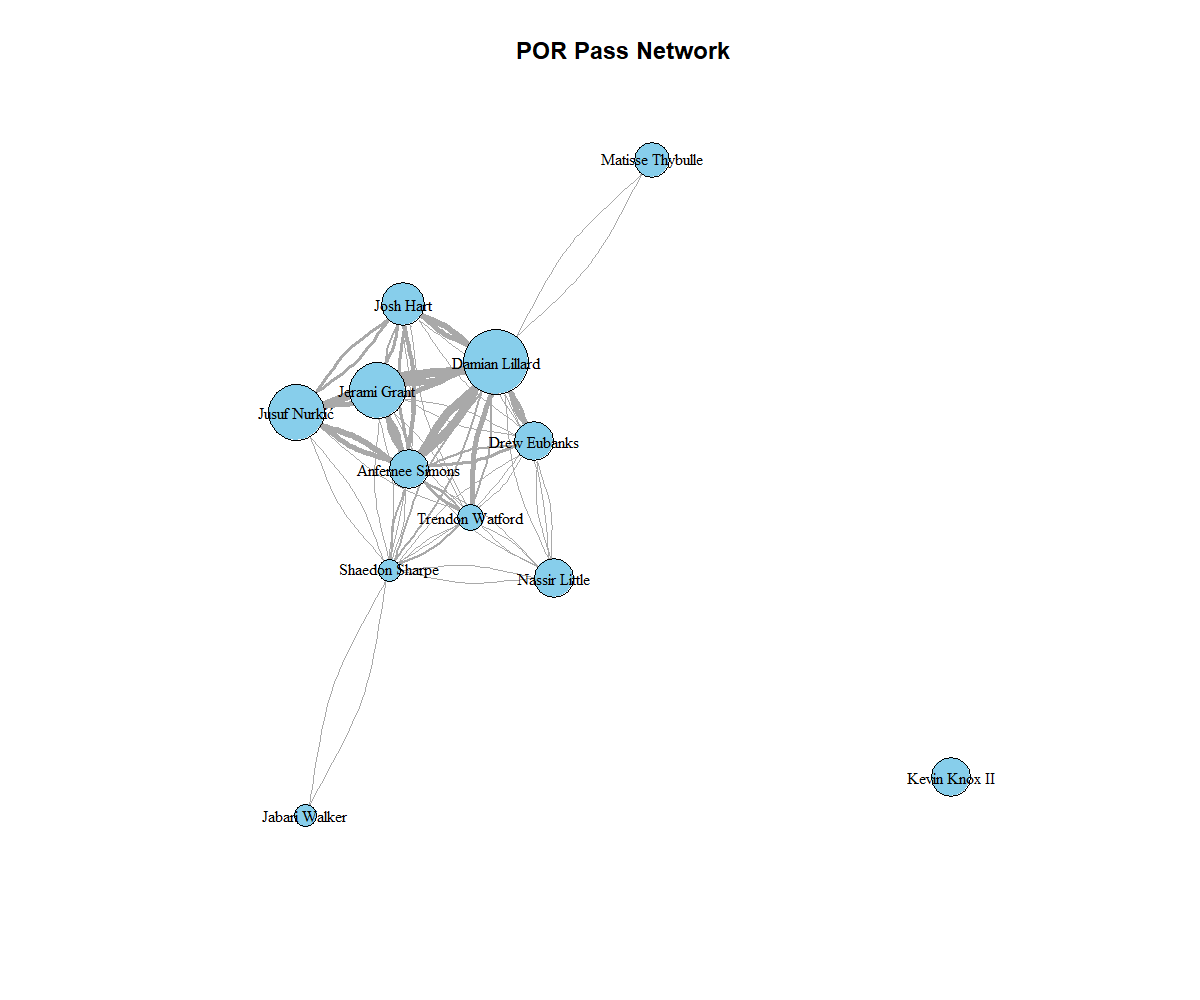 POR Pass Network
Matisse Thybulle
Josh Hart
Damian Lillard
Jerami Grant
Jusuf Nurkić
Drew Eubanks
Anfernee Simons
Trendon Watford
Shaedon Sharpe
Nassir Little
Kevin Knox II
Jabari Walker